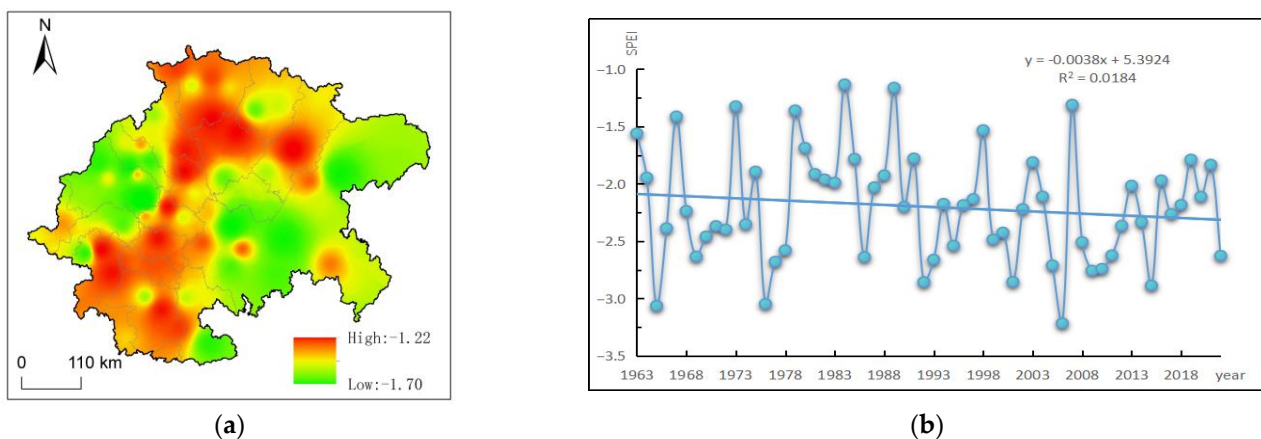 N
High:−1.22
Low:−1.70
0 110 km
(a)
SPEI
y = -0.0038x + 5.3924
R² = 0.0184
−1.0
−1.5
−2.0
−2.5
−3.0
−3.5
1963 1968 1973 1978 1983 1988 1993 1998 2003 2008 2013 2018 year
(b)